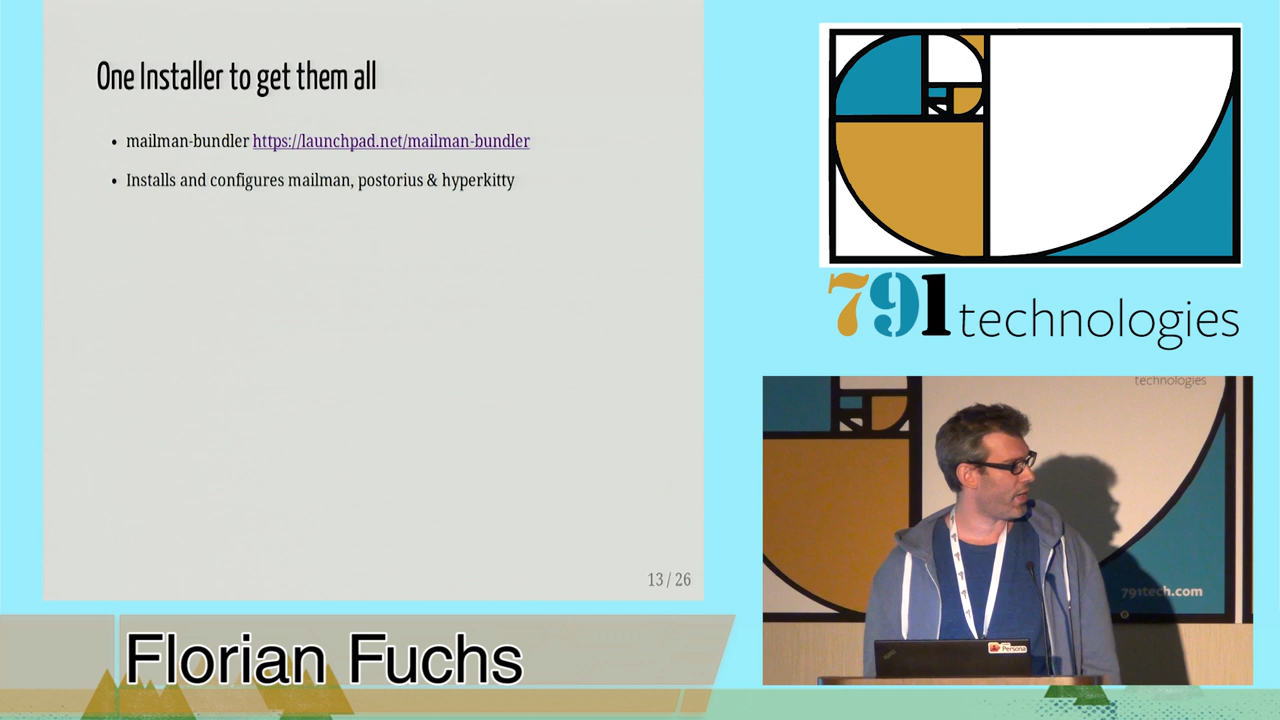 One Installer to get them all
• mailman-bundler https://launchpad.net/mailman-bundler
• Installs and configures mailman, postorius & hyperkitty
13 / 26
791 technologies
technologies
791tech.com
Persona
Florian Fuchs